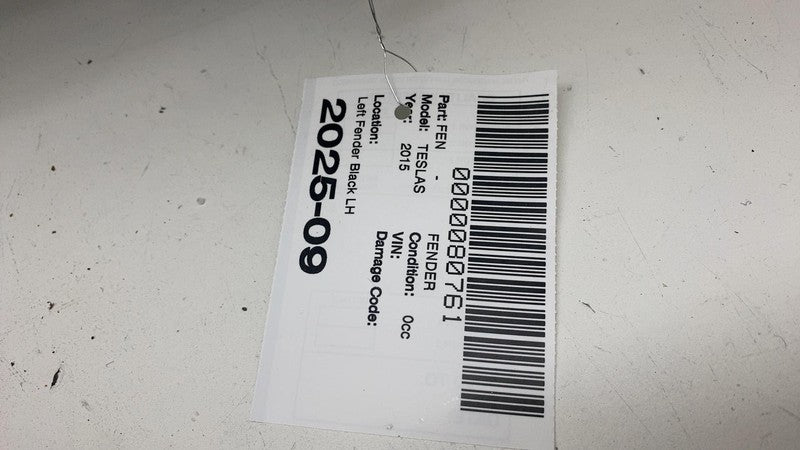 0000080761
Part: FEN - FENDER
Model: TESLAS Condition: 0cc
Year: 2015 VIN:
Damage Code:
Location:
Left Fender Black LH
2025-09